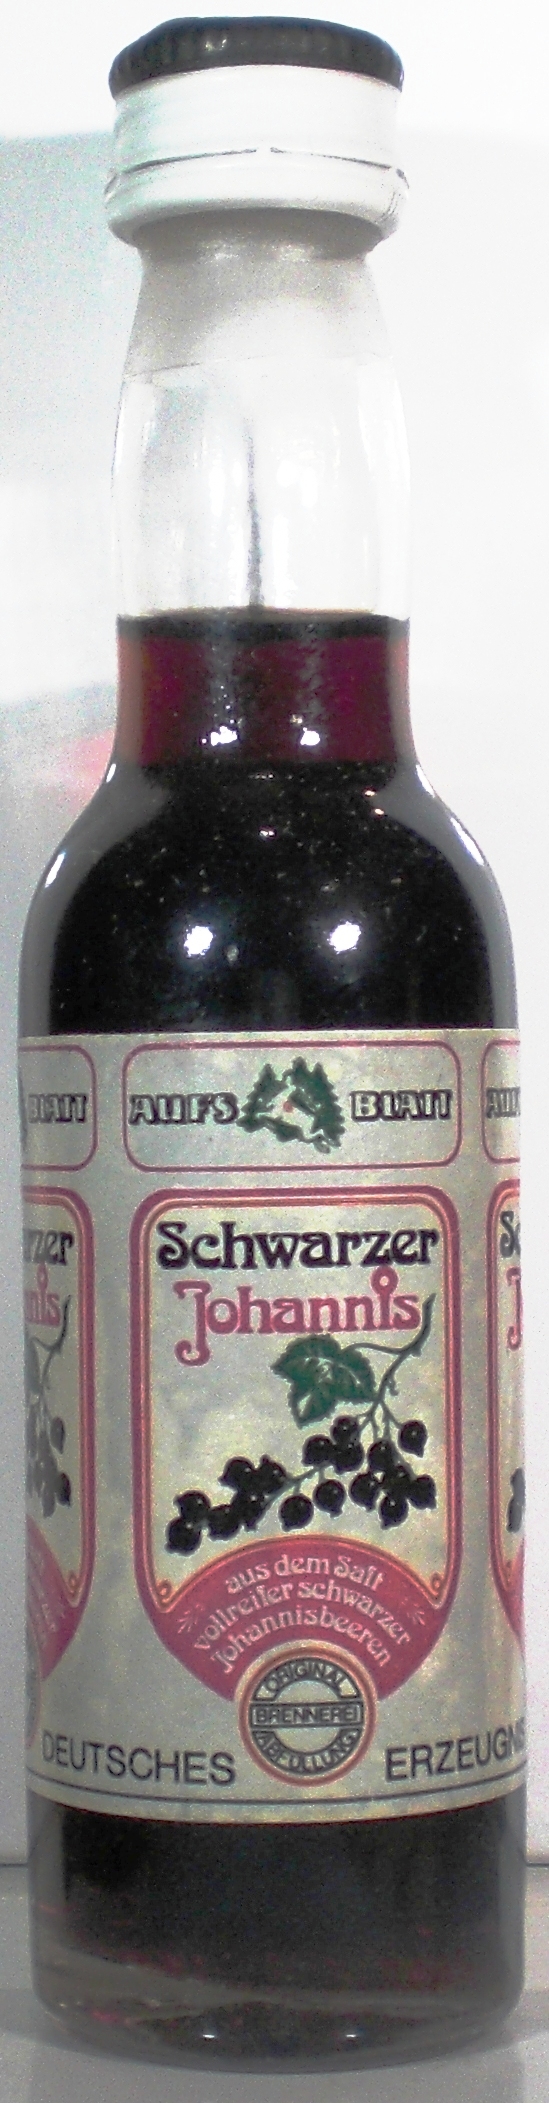 AUFS BLATT
Schwarzer
Johannis
aus dem Saft
vollreifer schwarzer
Johannisbeeren
ORIGINAL
BRENNEREI
ABFÜLLUNG
DEUTSCHES ERZEUGNIS